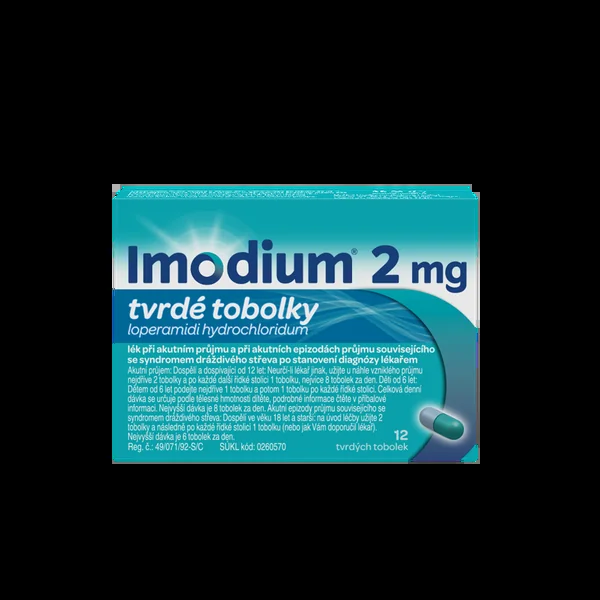 Imodium® 2 mg
tvrdé tobolky
loperamidi hydrochloridum
lék při akutním průjmu a při akutních epizodách průjmu souvisejícího
se syndromem dráždivého střeva po stanovení diagnózy lékařem
Akutní průjem: Dospělí a dospívající od 12 let: Neurčí-li lékař jinak, užijte u náhle vzniklého průjmu
nejdříve 2 tobolky a po každé další řídké stolici 1 tobolku, nejvíce 8 tobolek za den. Děti od 6 let:
Dětem od 6 let podejte nejdříve 1 tobolku a potom 1 tobolku po každé řídké stolici. Celková denní
dávka se určuje podle tělesné hmotnosti dítěte, podrobné informace čtěte v příbalové
informaci. Nejvyšší dávka je 8 tobolek za den. Akutní epizody průjmu souvisejícího se
syndromem dráždivého střeva: Dospělí ve věku 18 let a starší: na úvod léčby užijte 2
tobolky a následně po každé řídké stolici 1 tobolku (nebo jak Vám doporučil lékař).
Nejvyšší dávka je 6 tobolek za den.
Reg. č.: 49/071/92-S/C SÚKL kód: 0260570
12
tvrdých tobolek